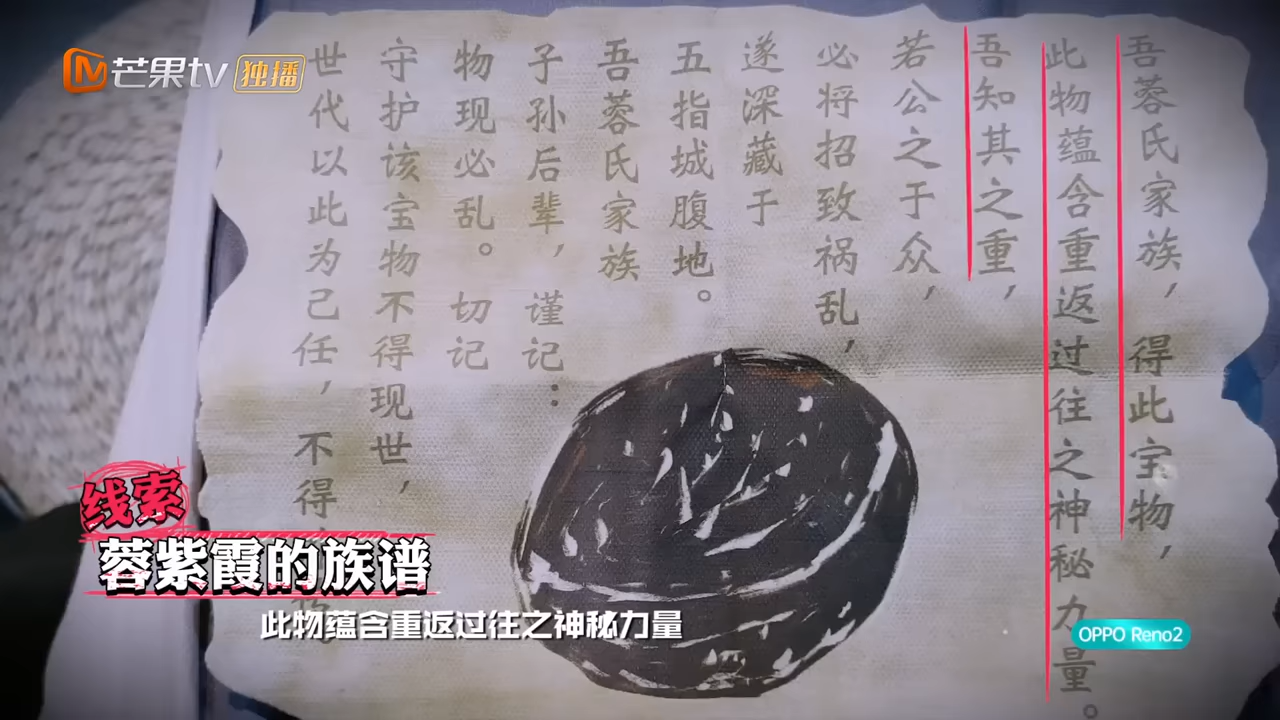 芒果tv 独播
吾蓉氏家族，得此宝物，
此物蕴含重返过往之神秘力量。
吾知其之重，
若公之于众，
必将招致祸乱，
遂深藏于
五指城腹地。
吾蓉氏家族
子孙后辈，谨记：
物现必乱。切记
守护该宝物不得现世，
世代以此为己任，不得
线索
蓉紫霞的族谱
此物蕴含重返过往之神秘力量
OPPO Reno2